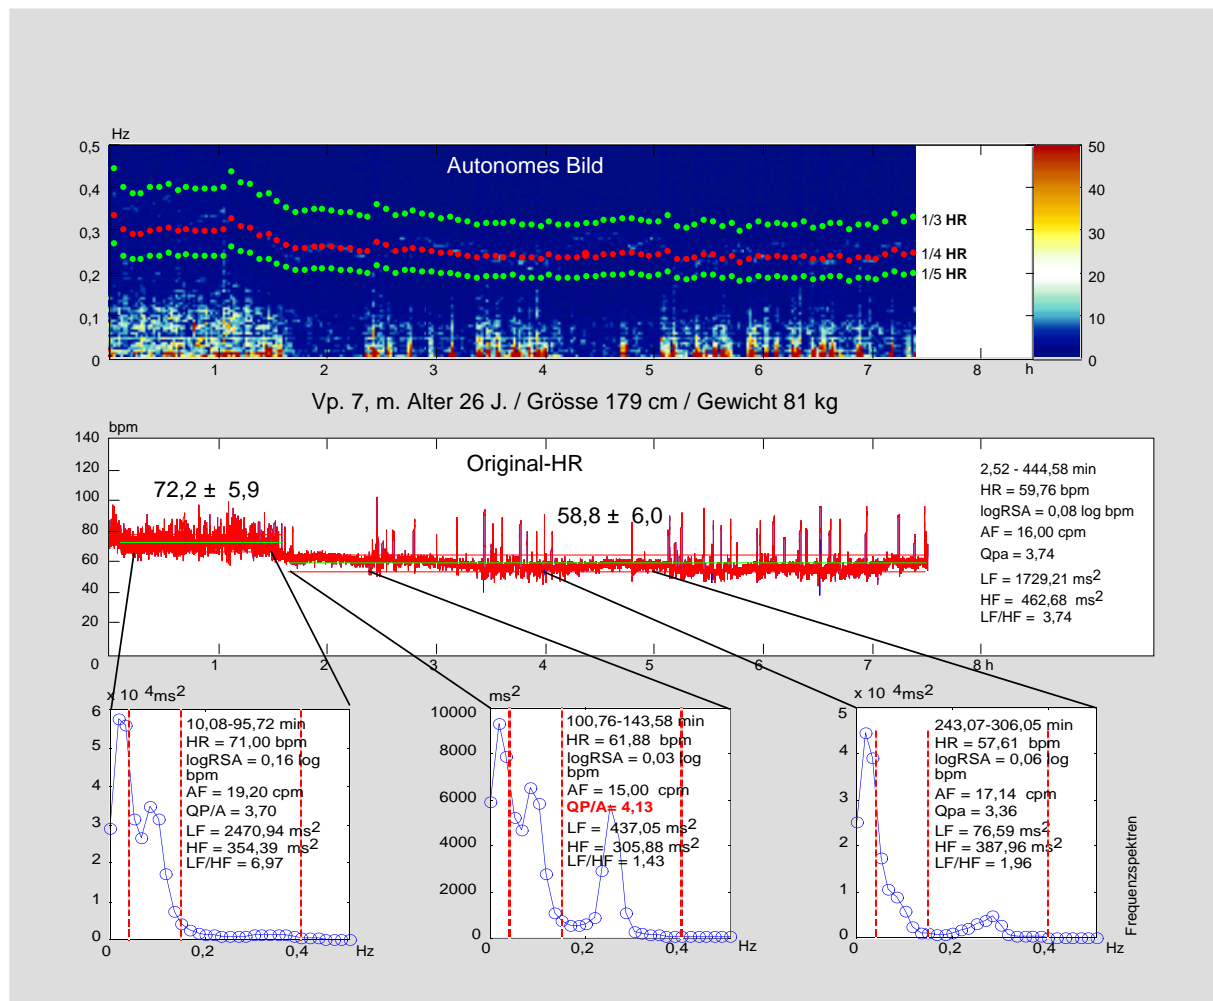 Hz
0,5
0,4
0,3
0,2
0,1
0
Autonomes Bild
1/3 HR
1/4 HR
1/5 HR
50
40
30
20
10
0
1 2 3 4 5 6 7 8 h
Vp. 7, m. Alter 26 J. / Grösse 179 cm / Gewicht 81 kg
bpm
140
120
100
80
60
40
20
0
Original-HR
72,2 ± 5,9
58,8 ± 6,0
2,52 - 444,58 min
HR = 59,76 bpm
logRSA = 0,08 log bpm
AF = 16,00 cpm
Qpa = 3,74
LF = 1729,21 ms2
HF = 462,68 ms2
LF/HF = 3,74
1 2 3 4 5 6 7 8 h
x 10 4ms2
6
5
4
3
2
1
0
10,08-95,72 min
HR = 71,00 bpm
logRSA = 0,16 log
bpm
AF = 19,20 cpm
QP/A = 3,70
LF = 2470,94 ms2
HF = 354,39 ms2
LF/HF = 6,97
0 0,2 0,4 Hz
ms2
10000
8000
6000
4000
2000
0
100,76-143,58 min
HR = 61,88 bpm
logRSA = 0,03 log
bpm
AF = 15,00 cpm
QP/A= 4,13
LF = 437,05 ms2
HF = 305,88 ms2
LF/HF = 1,43
0 0,2 0,4 Hz
x 10 4ms2
5
4
3
2
1
0
243,07-306,05 min
HR = 57,61 bpm
logRSA = 0,06 log
bpm
AF = 17,14 cpm
Qpa = 3,36
LF = 76,59 ms2
HF = 387,96 ms2
LF/HF = 1,96
0 0,2 0,4 Hz
Frequenzspektren